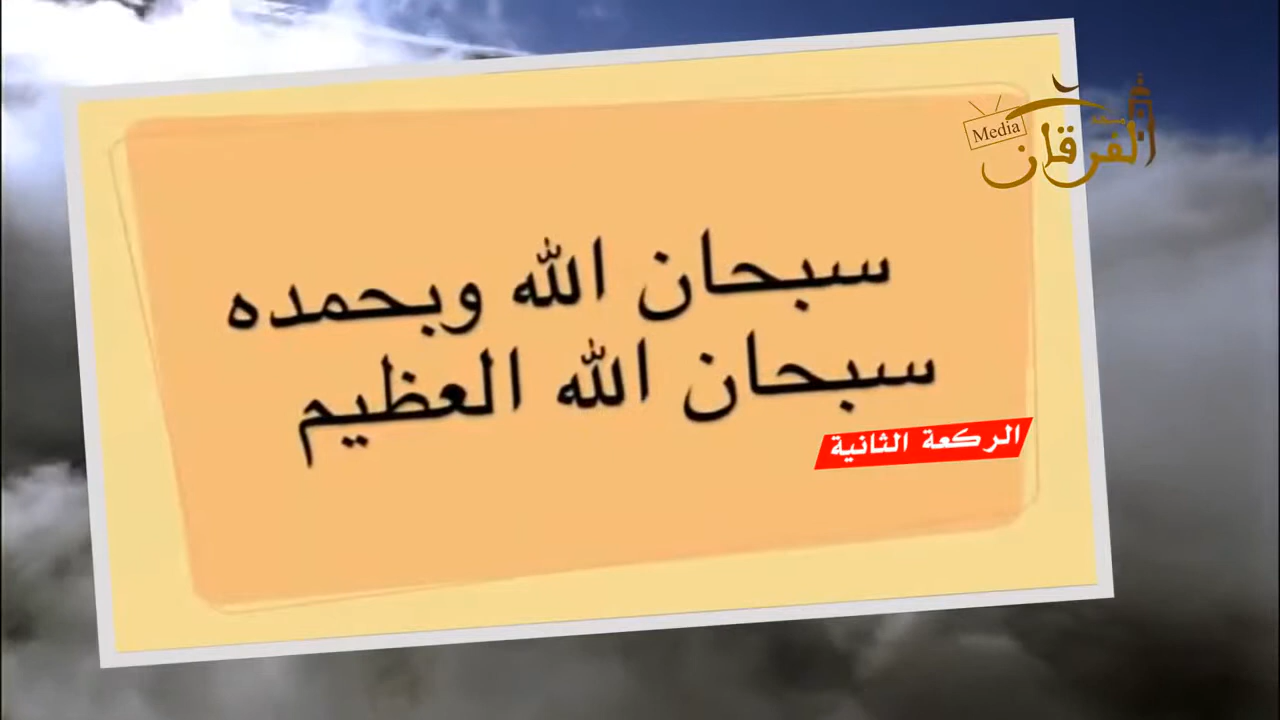 سبحان الله وبحمده
سبحان الله العظيم
الركعة الثانية
Media
الفرقان